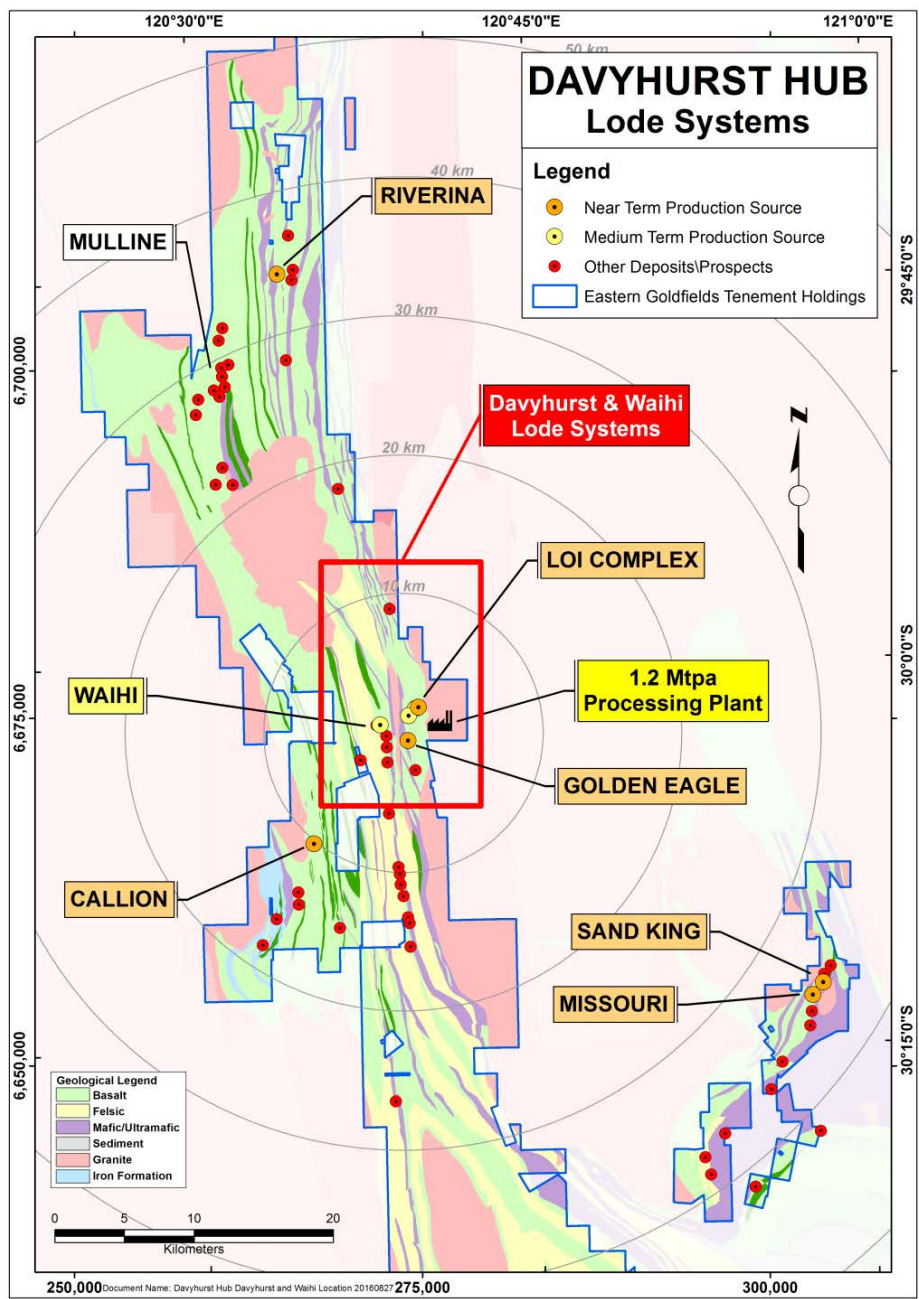 120°30'0"E
120°45'0"E
121°0'0"E
50 km
DAVYHURST HUB
Lode Systems
Legend
Near Term Production Source
Medium Term Production Source
Other Deposits\Prospects
Eastern Goldfields Tenement Holdings
40 km
RIVERINA
MULLINE
29°45'0"S
30 km
6,700,000
Davyhurst & Waihi
Lode Systems
N
20 km
LOI COMPLEX
10 km
30°0'0"S
WAIHI
1.2 Mtpa
Processing Plant
6,675,000
GOLDEN EAGLE
CALLION
SAND KING
MISSOURI
30°15'0"S
6,650,000
Geological Legend
Basalt
Felsic
Mafic/Ultramafic
Sediment
Granite
Iron Formation
0 5 10 20
Kilometers
250,000
Document Name: Davyhurst Hub Davyhurst and Waihi Location 20160827
275,000
300,000